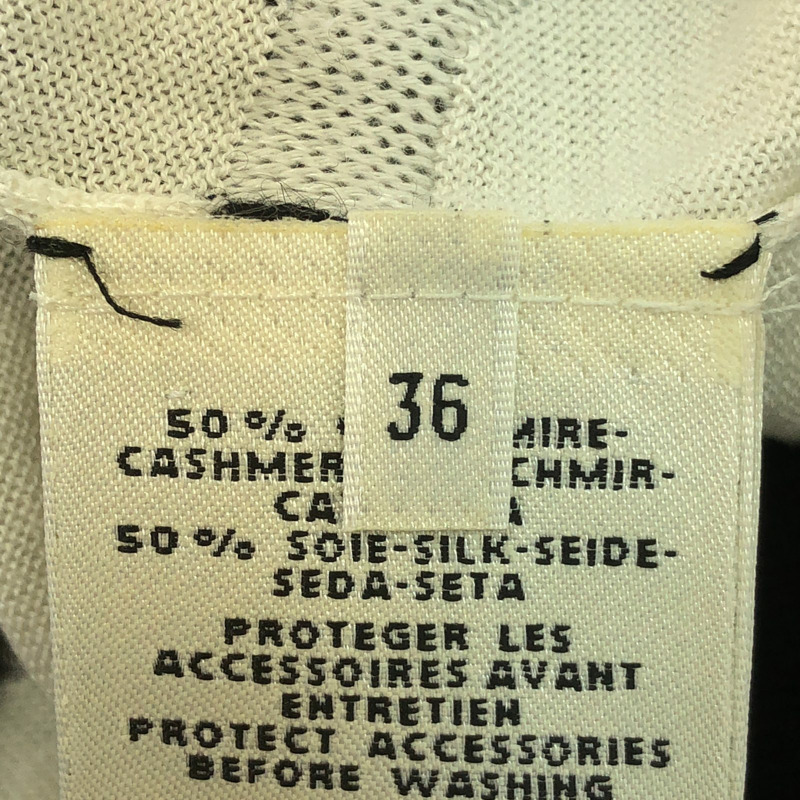 36
50% MIRE-
CASHMER CHMIR-
CA A
50% SOIE-SILK-SEIDE-
SEDA-SETA
PROTEGER LES
ACCESSOIRES AVANT
ENTRETIEN
PROTECT ACCESSORIES
BEFORE WASHING